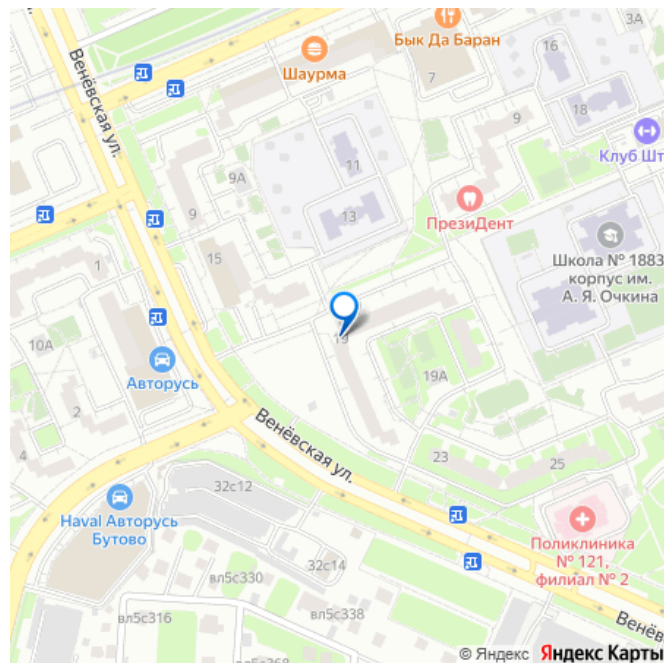 3А
Бык Да Баран
16
Венёвская ул.
Шаурма
7
18
9
Клуб Шт
11
9А
ПрезиДент
13
9
15
Школа № 1883
корпус им.
А. Я. Очкина
1
19
10А
Авторусь
19А
2
Венёвская ул.
4
23
25
32с12
Haval Авторусь
Бутово
Поликлиника
№ 121,
филиал № 2
32с14
вл5с330
вл5с316
вл5с338
Венёвс
вл5с368
© Яндекс Яндекс Карты